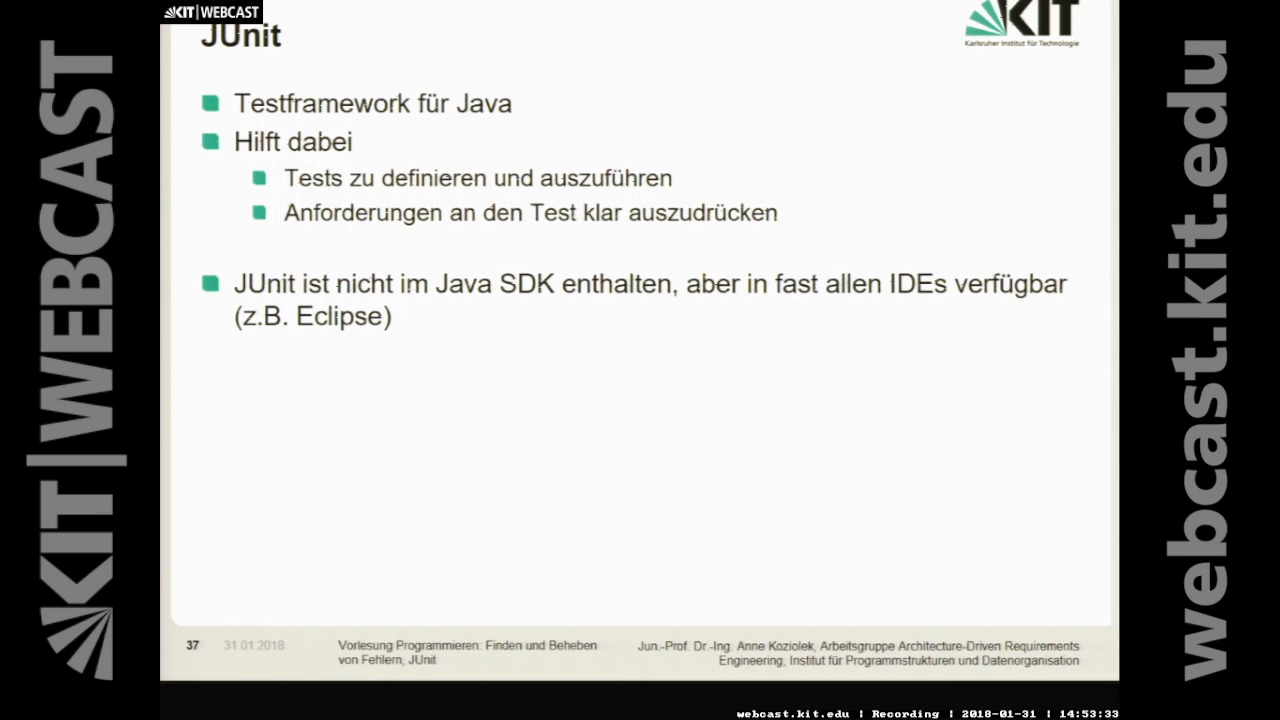 KIT|WEBCAST
KIT|WEBCAST
webcast.kit.edu
JUnit
KIT
Karlsruher Institut für Technologie
Testframework für Java
Hilft dabei
Tests zu definieren und auszuführen
Anforderungen an den Test klar auszudrücken
JUnit ist nicht im Java SDK enthalten, aber in fast allen IDEs verfügbar
(z.B. Eclipse)
37
31.01.2018
Vorlesung Programmieren: Finden und Beheben
von Fehlern, JUnit
Jun.-Prof. Dr.-Ing. Anne Koziolek, Arbeitsgruppe Architecture-Driven Requirements
Engineering, Institut für Programmstrukturen und Datenorganisation
webcast.kit.edu | Recording | 2018-01-31 | 14:53:33